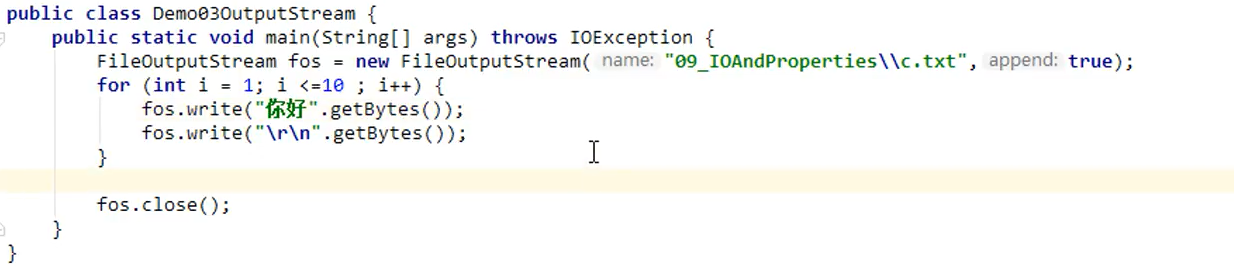 public class Demo03OutputStream {
    public static void main(String[] args) throws IOException {
        FileOutputStream fos = new FileOutputStream( name: "09_IOAndProperties\\c.txt", append: true);
        for (int i = 1; i <=10 ; i++) {
            fos.write("你好".getBytes());
            fos.write("\r\n".getBytes());
        }
        fos.close();
    }
}